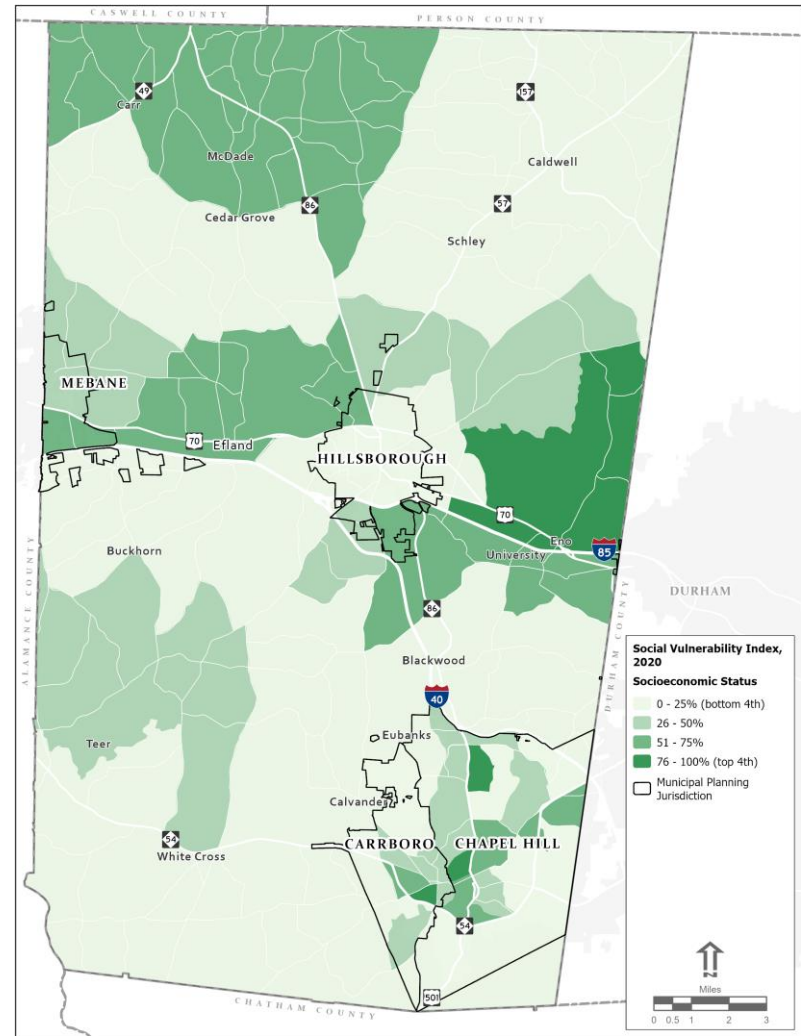 CASWELL COUNTY
PERSON COUNTY
49
Carr
157
McDade
Caldwell
86
57
Cedar Grove
Schley
MEBANE
70
Efland
HILLSBOROUGH
70
Buckhorn
University
Eno
85
ALAMANCE COUNTY
DURHAM
86
DURHAM COUNTY
Blackwood
40
Teer
Eubanks
Calvander
54
White Cross
CARRBORO
CHAPEL HILL
54
501
CHATHAM COUNTY
Social Vulnerability Index,
2020
Socioeconomic Status
0 - 25% (bottom 4th)
26 - 50%
51 - 75%
76 - 100% (top 4th)
Municipal Planning
Jurisdiction
N
Miles
0 0.5 1 2 3